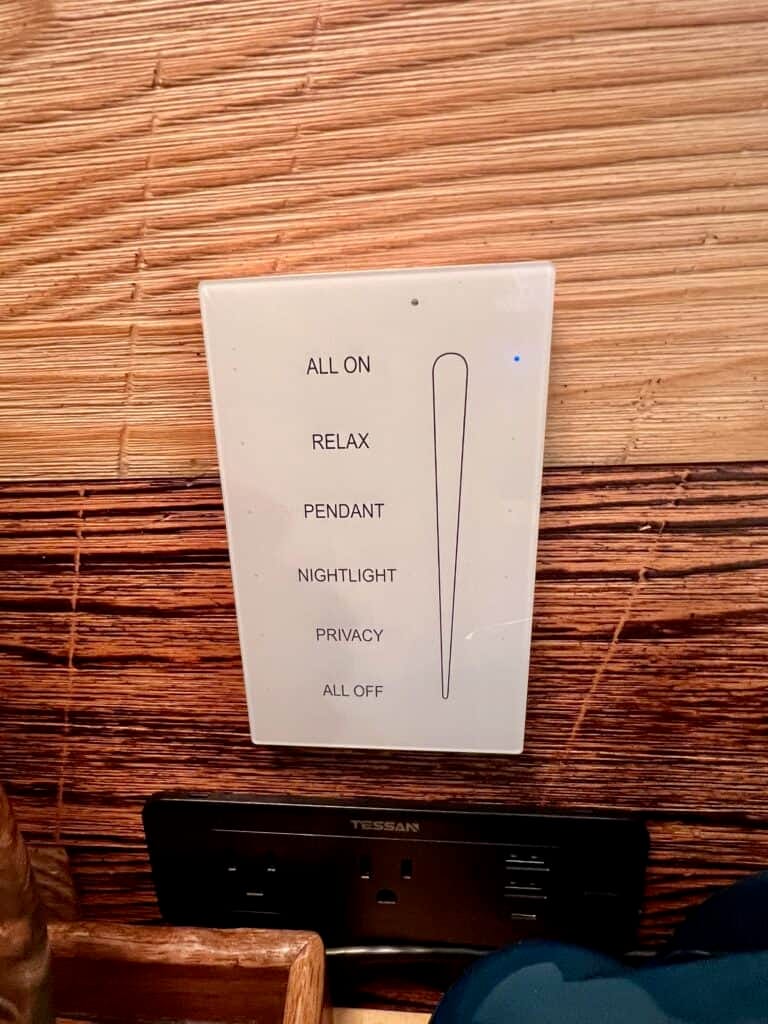 ALL ON
RELAX
PENDANT
NIGHTLIGHT
PRIVACY
ALL OFF
TESSAN